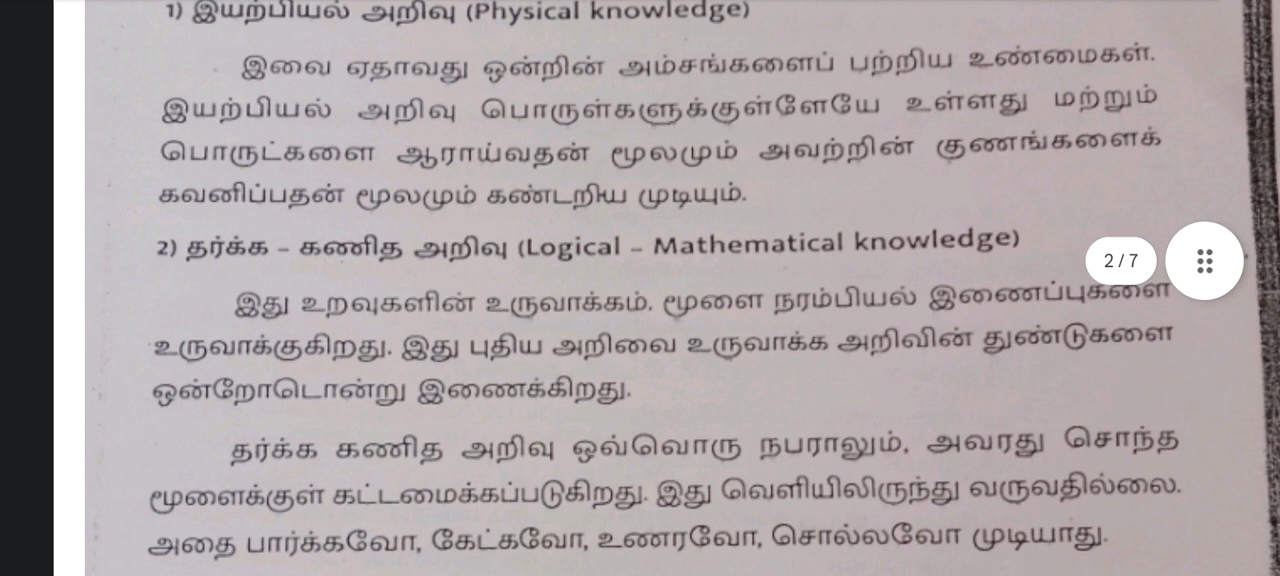 1) இயற்பியல் அறிவு (Physical knowledge)
இவை ஏதாவது ஒன்றின் அம்சங்களைப் பற்றிய உண்மைகள்.
இயற்பியல் அறிவு பொருள்களுக்குள்ளேயே உள்ளது மற்றும்
பொருட்களை ஆராய்வதன் மூலமும் அவற்றின் குணங்களைக்
கவனிப்பதன் மூலமும் கண்டறிய முடியும்.
2) தர்க்க – கணித அறிவு (Logical – Mathematical knowledge)
2 / 7
இது உறவுகளின் உருவாக்கம். மூளை நரம்பியல் இணைப்புகளை
உருவாக்குகிறது. இது புதிய அறிவை உருவாக்க அறிவின் துண்டுகளை
ஒன்றோடொன்று இணைக்கிறது.
தர்க்க கணித அறிவு ஒவ்வொரு நபராலும், அவரது சொந்த
மூளைக்குள் கட்டமைக்கப்படுகிறது. இது வெளியிலிருந்து வருவதில்லை.
அதை பார்க்கவோ, கேட்கவோ, உணரவோ, சொல்லவோ முடியாது.